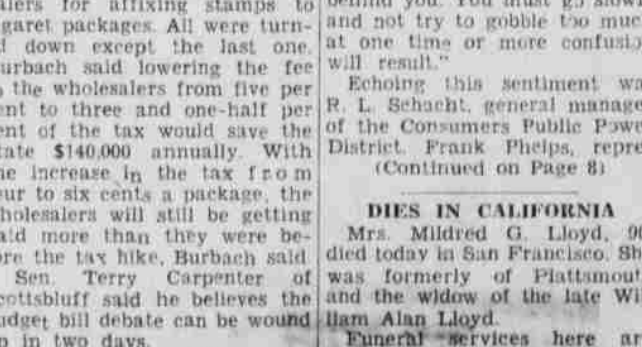 alers for affixing stamps to
garet packages. All were turn-
d down except the last one.
urbach said lowering the fee
the wholesalers from five per
ent to three and one-half per
ent of the tax would save the
tate $140,000 annually. With
he increase in the tax from
our to six cents a package, the
holesalers will still be getting
aid more than they were be-
ore the tax hike, Burbach said
Sen. Terry Carpenter of
cottsbluff said he believes the
udget bill debate can be wound
p in two days.
behind you. You must go slow
and not try to gobble too muc
at one time or more confusio
will result."
Echoing this sentiment wa
R. L. Schacht, general manage
of the Consumers Public Powe
District. Frank Phelps, repre
(Continued on Page 8)
DIES IN CALIFORNIA
Mrs. Mildred G. Lloyd, 90
died today in San Francisco. Sh
was formerly of Plattsmout
and the widow of the late Wil
liam Alan Lloyd.
Funeral services here ar